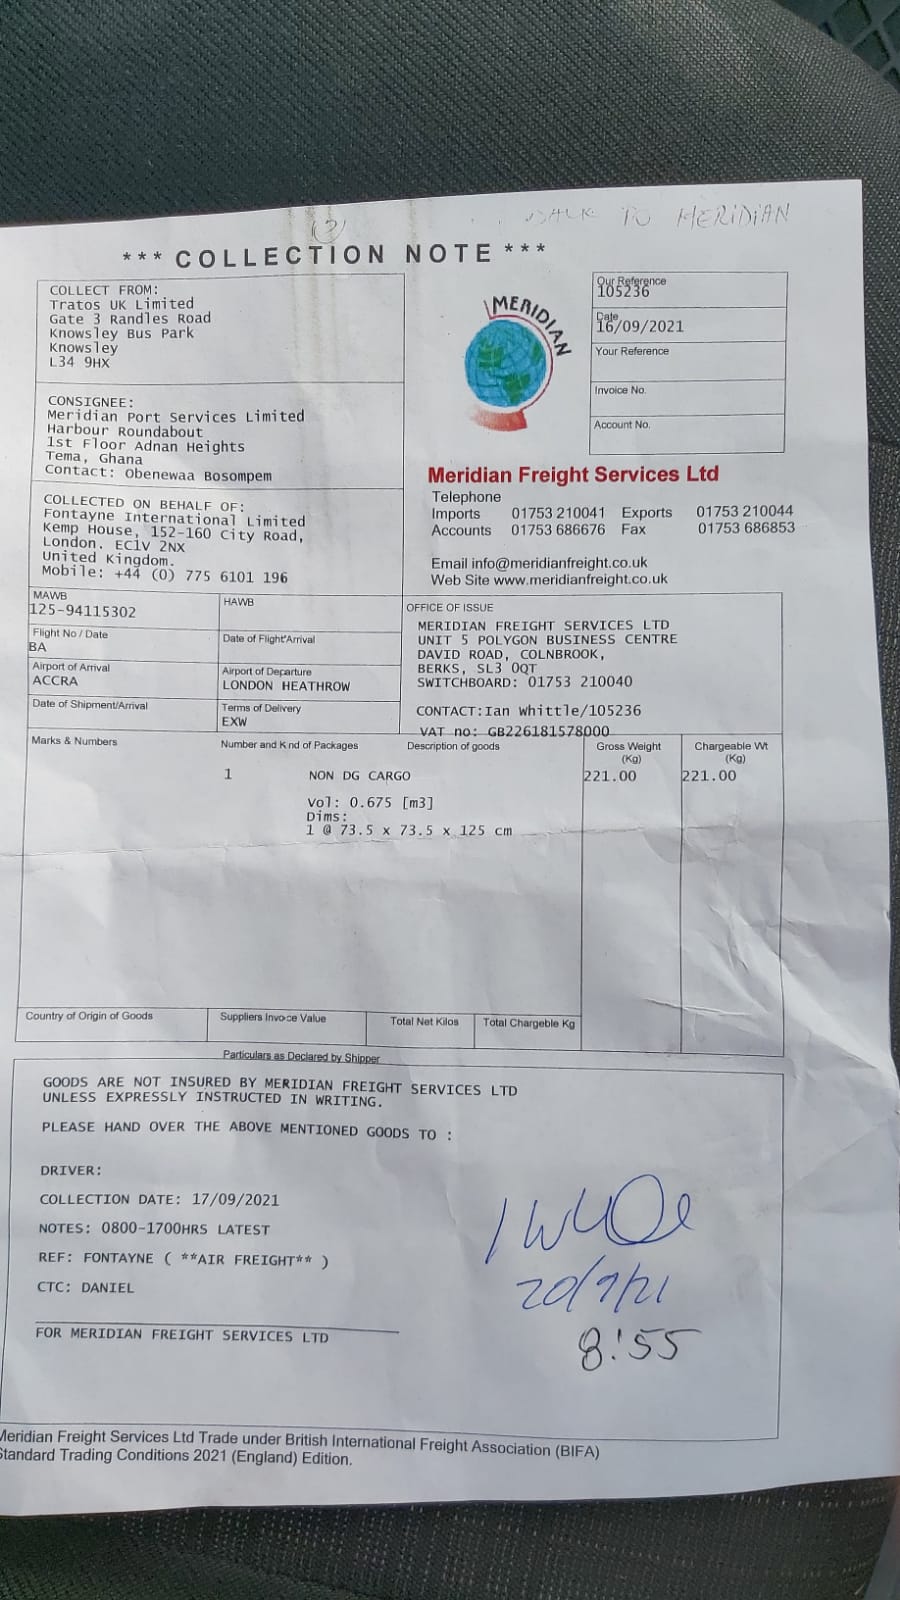 BACK TO MERIDIAN
(2)
*** COLLECTION NOTE ***
COLLECT FROM:
Tratos UK Limited
Gate 3 Randles Road
Knowsley Bus Park
Knowsley
L34 9HX
CONSIGNEE:
Meridian Port Services Limited
Harbour Roundabout
1st Floor Adnan Heights
Tema, Ghana
Contact: Obenewaa Bosompem
COLLECTED ON BEHALF OF:
Fontayne International Limited
Kemp House, 152-160 City Road,
London. EC1V 2NX
United Kingdom.
Mobile: +44 (0) 775 6101 196
MERIDIAN
Our Reference
105236
Date
16/09/2021
Your Reference
Invoice No.
Account No.
Meridian Freight Services Ltd
Telephone
Imports 01753 210041 Exports 01753 210044
Accounts 01753 686676 Fax 01753 686853
Email info@meridianfreight.co.uk
Web Site www.meridianfreight.co.uk
MAWB
125-94115302
HAWB
Flight No / Date
BA
Date of Flight/Arrival
Airport of Arrival
ACCRA
Airport of Departure
LONDON HEATHROW
Date of Shipment/Arrival
Terms of Delivery
EXW
OFFICE OF ISSUE
MERIDIAN FREIGHT SERVICES LTD
UNIT 5 POLYGON BUSINESS CENTRE
DAVID ROAD, COLNBROOK,
BERKS, SL3 0QT
SWITCHBOARD: 01753 210040
CONTACT:Ian Whittle/105236
VAT no: GB226181578000
Marks & Numbers
Number and Kind of Packages
Description of goods
Gross Weight
(Kg)
Chargeable Wt
(Kg)
1 NON DG CARGO 221.00 221.00
Vol: 0.675 [m3]
Dims:
1 @ 73.5 x 73.5 x 125 cm
Country of Origin of Goods
Suppliers Invoice Value
Total Net Kilos
Total Chargeble Kg
Particulars as Declared by Shipper
GOODS ARE NOT INSURED BY MERIDIAN FREIGHT SERVICES LTD
UNLESS EXPRESSLY INSTRUCTED IN WRITING.
PLEASE HAND OVER THE ABOVE MENTIONED GOODS TO :
DRIVER:
COLLECTION DATE: 17/09/2021
NOTES: 0800-1700HRS LATEST
REF: FONTAYNE ( **AIR FREIGHT** )
CTC: DANIEL
20/9/21
8:55
FOR MERIDIAN FREIGHT SERVICES LTD
Meridian Freight Services Ltd Trade under British International Freight Association (BIFA)
Standard Trading Conditions 2021 (England) Edition.